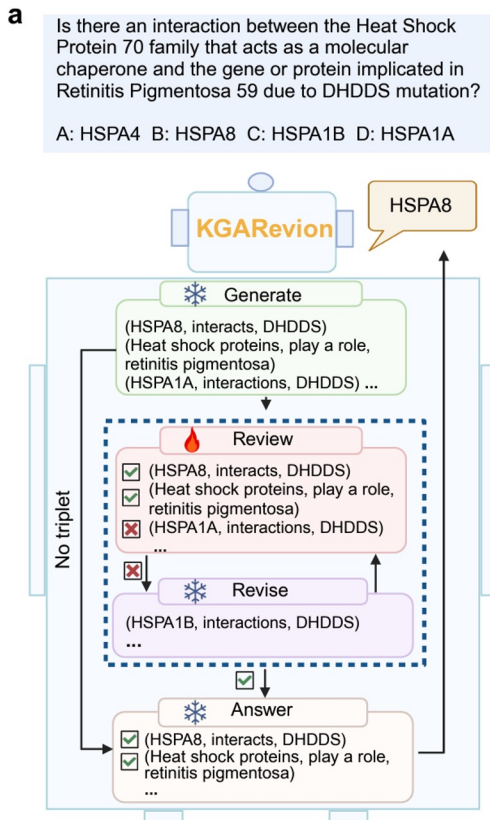 a
Is there an interaction between the Heat Shock
Protein 70 family that acts as a molecular
chaperone and the gene or protein implicated in
Retinitis Pigmentosa 59 due to DHDDS mutation?
A: HSPA4 B: HSPA8 C: HSPA1B D: HSPA1A
KGARevion
HSPA8
Generate
(HSPA8, interacts, DHDDS)
(Heat shock proteins, play a role,
retinitis pigmentosa)
(HSPA1A, interactions, DHDDS) ...
No triplet
Review
(HSPA8, interacts, DHDDS)
(Heat shock proteins, play a role,
retinitis pigmentosa)
(HSPA1A, interactions, DHDDS)
...
Revise
(HSPA1B, interactions, DHDDS)
...
Answer
(HSPA8, interacts, DHDDS)
(Heat shock proteins, play a role,
retinitis pigmentosa)
...